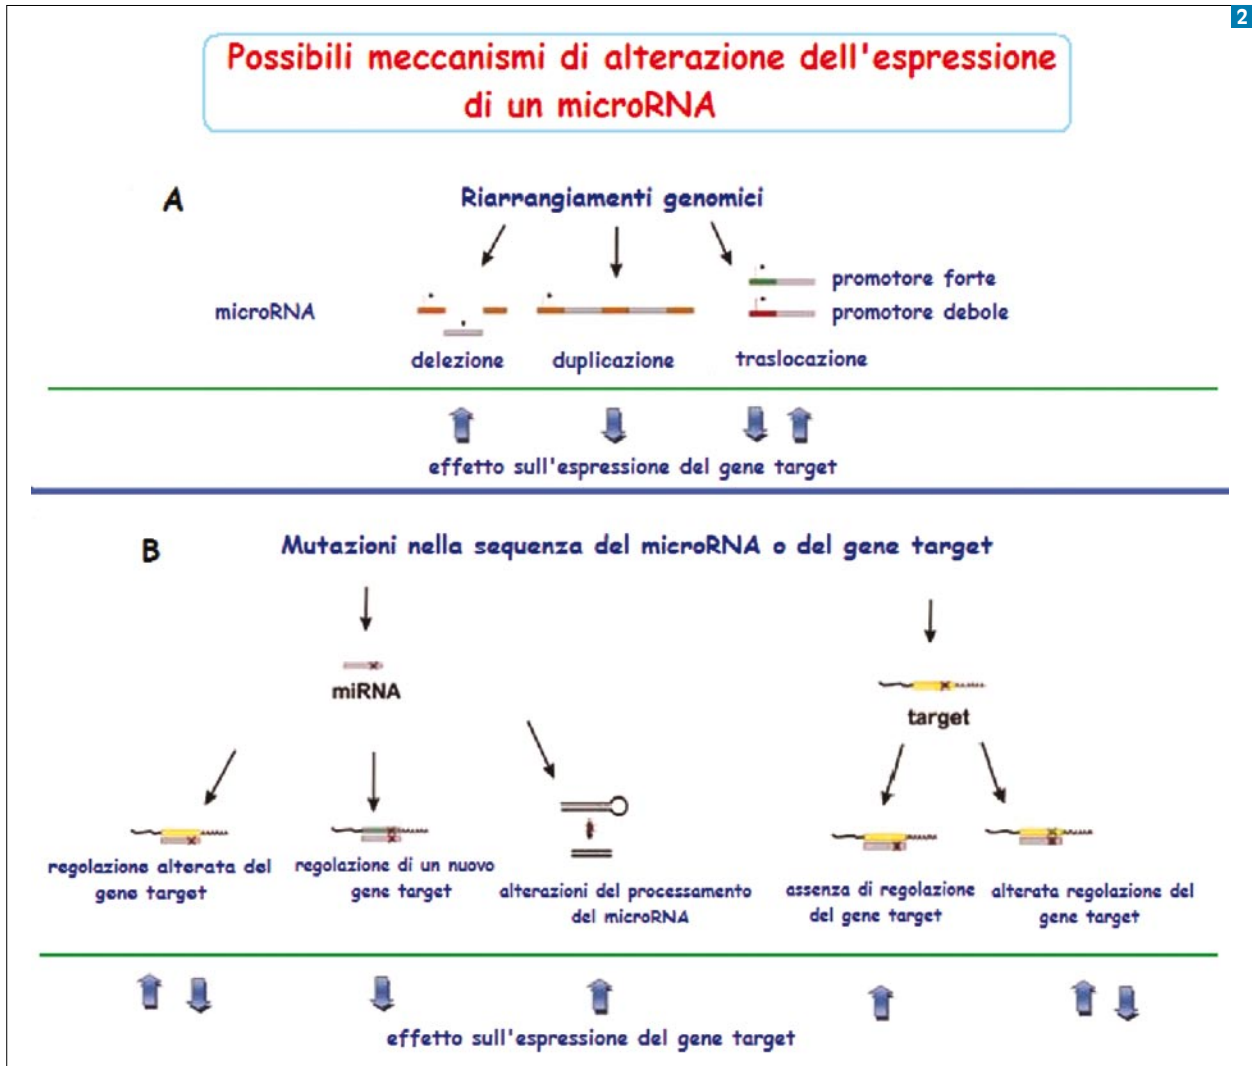 2
Possibili meccanismi di alterazione dell'espressione
di un microRNA
A
Riarrangiamenti genomici
promotore forte
microRNA
promotore debole
delezione
duplicazione
traslocazione
effetto sull'espressione del gene target
B
Mutazioni nella sequenza del microRNA o del gene target
miRNA
target
regolazione alterata del
gene target
regolazione di un nuovo
gene target
alterazioni del processamento
del microRNA
assenza di regolazione
del gene target
alterata regolazione del
gene target
effetto sull'espressione del gene target